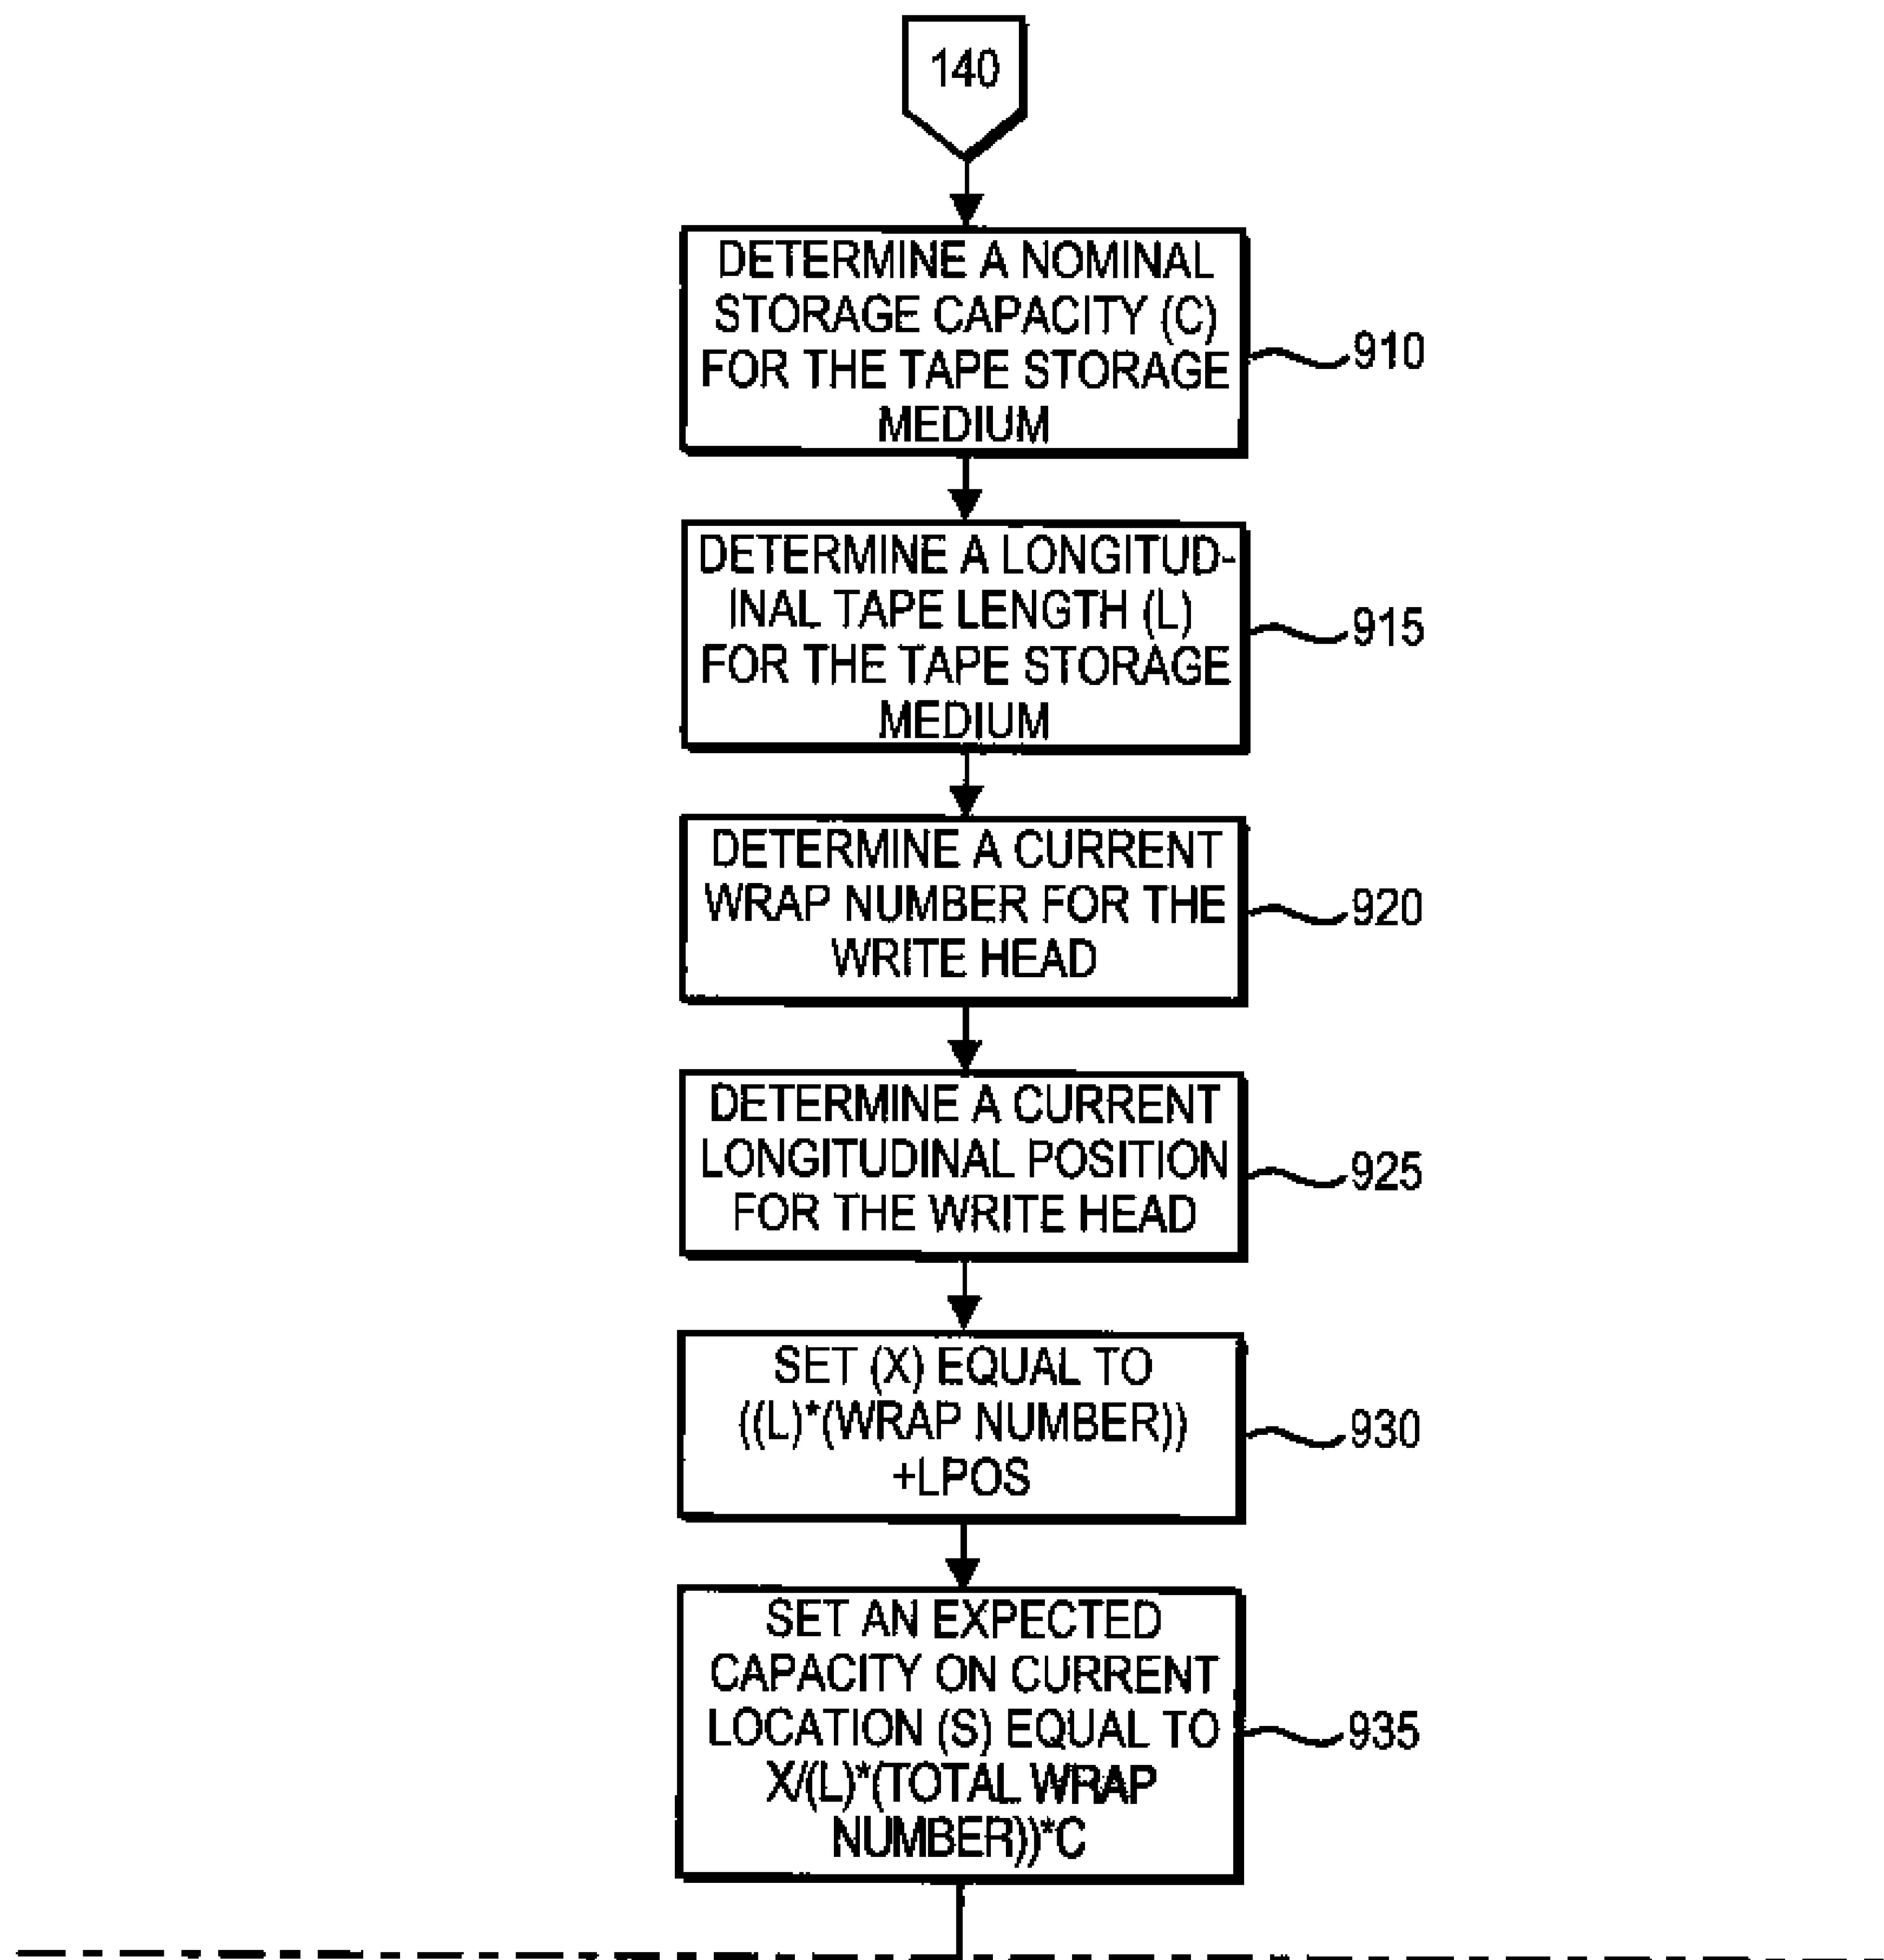 140
DETERMINE A NOMINAL
STORAGE CAPACITY (C)
FOR THE TAPE STORAGE
MEDIUM
910
DETERMINE A LONGITUD-
INAL TAPE LENGTH (L)
FOR THE TAPE STORAGE
MEDIUM
915
DETERMINE A CURRENT
WRAP NUMBER FOR THE
WRITE HEAD
920
DETERMINE A CURRENT
LONGITUDINAL POSITION
FOR THE WRITE HEAD
925
SET (X) EQUAL TO
((L)*(WRAP NUMBER))
+LPOS
930
SET AN EXPECTED
CAPACITY ON CURRENT
LOCATION (S) EQUAL TO
X/(L)*(TOTAL WRAP
NUMBER))*C
935